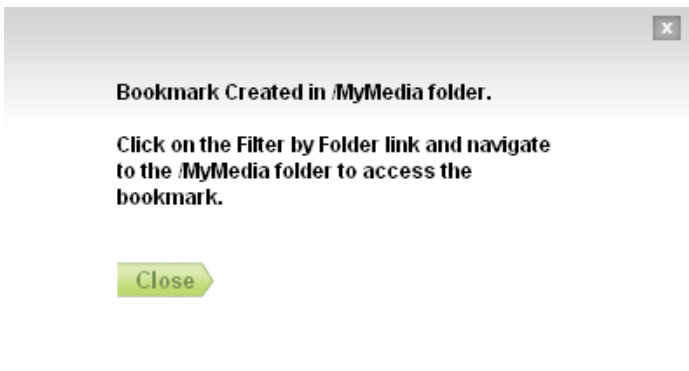 x
Bookmark Created in /MyMedia folder.
Click on the Filter by Folder link and navigate
to the /MyMedia folder to access the
bookmark.
Close